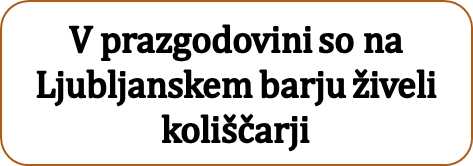 V prazgodovini so na
Ljubljanskem barju živeli
koliščarji